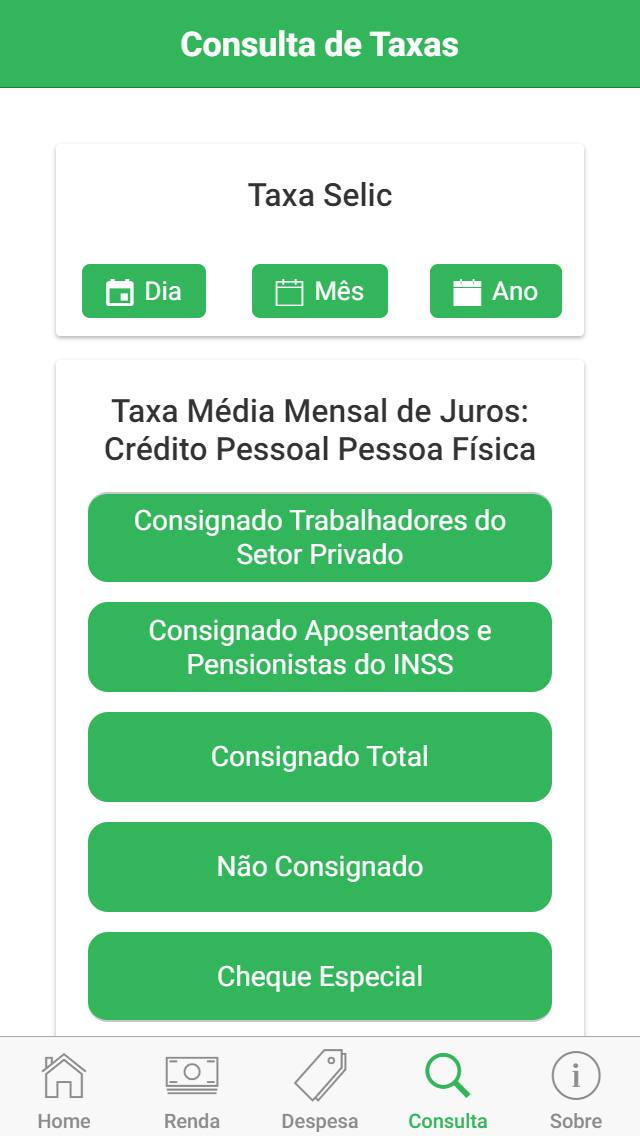 Consulta de Taxas
Taxa Selic
Dia
Mês
Ano
Taxa Média Mensal de Juros:
Crédito Pessoal Pessoa Física
Consignado Trabalhadores do
Setor Privado
Consignado Aposentados e
Pensionistas do INSS
Consignado Total
Não Consignado
Cheque Especial
Home
Renda
Despesa
Consulta
Sobre